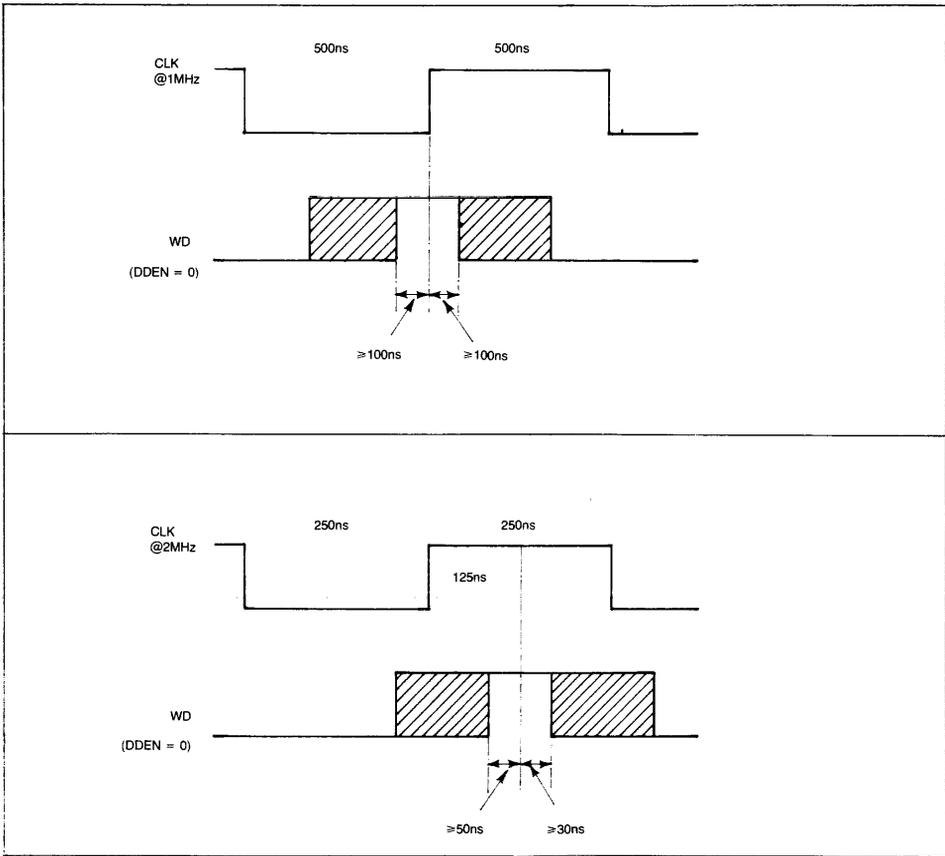 500ns 500ns
CLK
@1MHz
WD
(DDEN = 0)
≥100ns ≥100ns
250ns 250ns
CLK
@2MHz
125ns
WD
(DDEN = 0)
≥50ns ≥30ns